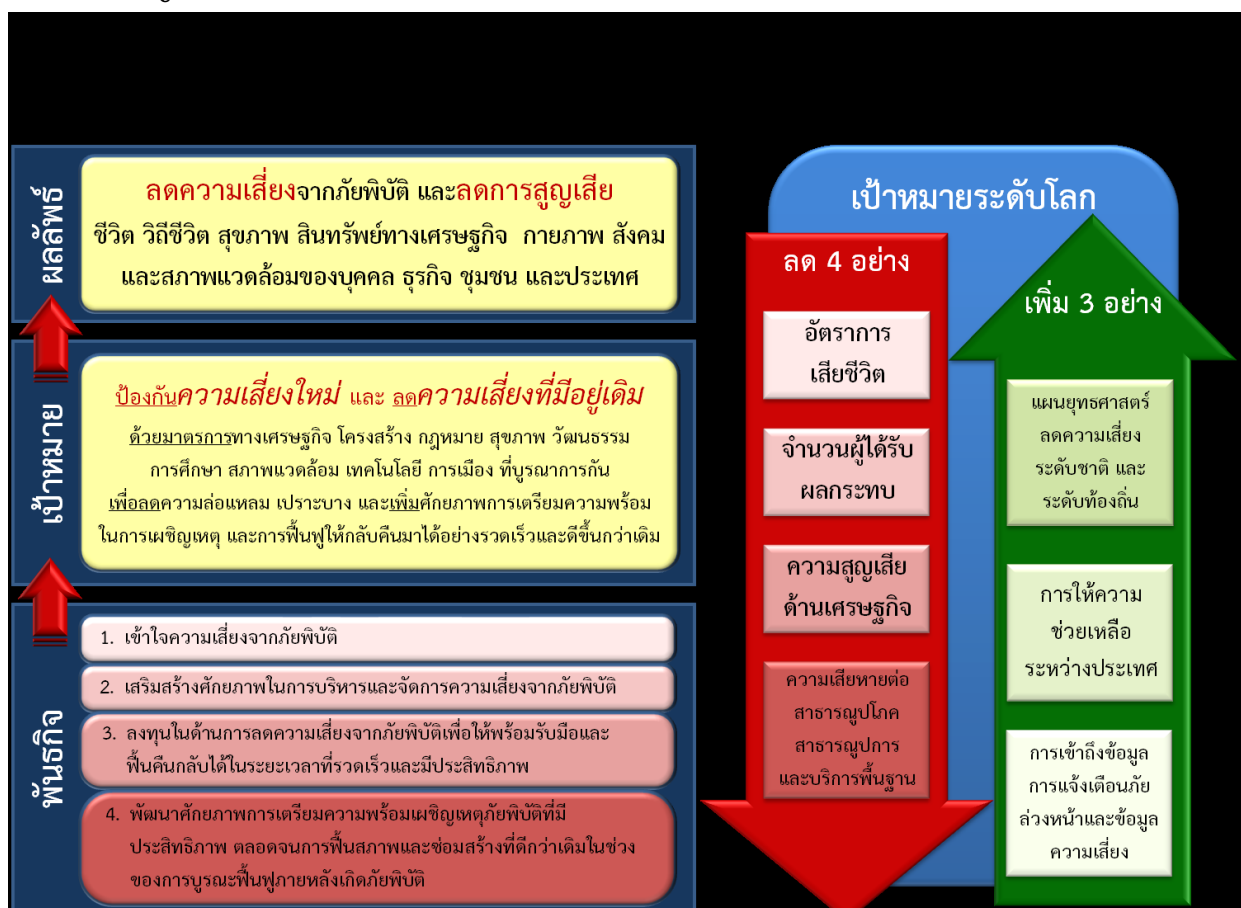 ผลลัพธ์
ลดความเสี่ยงจากภัยพิบัติ และลดการสูญเสีย
ชีวิต วิถีชีวิต สุขภาพ สินทรัพย์ทางเศรษฐกิจ กายภาพ สังคม
และสภาพแวดล้อมของบุคคล ธุรกิจ ชุมชน และประเทศ
เป้าหมาย
ป้องกันความเสี่ยงใหม่ และ ลดความเสี่ยงที่มีอยู่เดิม
ด้วยมาตรการทางเศรษฐกิจ โครงสร้าง กฎหมาย สุขภาพ วัฒนธรรม
การศึกษา สภาพแวดล้อม เทคโนโลยี การเมือง ที่บูรณาการกัน
เพื่อลดความล่อแหลม เปราะบาง และเพิ่มศักยภาพการเตรียมความพร้อม
ในการเผชิญเหตุ และการฟื้นฟูให้กลับคืนมาได้อย่างรวดเร็วและดีขึ้นกว่าเดิม
พันธกิจ
1. เข้าใจความเสี่ยงจากภัยพิบัติ
2. เสริมสร้างศักยภาพในการบริหารและจัดการความเสี่ยงจากภัยพิบัติ
3. ลงทุนในด้านการลดความเสี่ยงจากภัยพิบัติเพื่อให้พร้อมรับมือและ
ฟื้นคืนกลับได้ในระยะเวลาที่รวดเร็วและมีประสิทธิภาพ
4. พัฒนาศักยภาพการเตรียมความพร้อมเผชิญเหตุภัยพิบัติที่มี
ประสิทธิภาพ ตลอดจนการฟื้นสภาพและซ่อมสร้างที่ดีกว่าเดิมในช่วง
ของการบูรณะฟื้นฟูภายหลังเกิดภัยพิบัติ
เป้าหมายระดับโลก
ลด 4 อย่าง
อัตราการ
เสียชีวิต
จำนวนผู้ได้รับ
ผลกระทบ
ความสูญเสีย
ด้านเศรษฐกิจ
ความเสียหายต่อ
สาธารณูปโภค
สาธารณูปการ
และบริการพื้นฐาน
เพิ่ม 3 อย่าง
แผนยุทธศาสตร์
ลดความเสี่ยง
ระดับชาติ และ
ระดับท้องถิ่น
การให้ความ
ช่วยเหลือ
ระหว่างประเทศ
การเข้าถึงข้อมูล
การแจ้งเตือนภัย
ล่วงหน้าและข้อมูล
ความเสี่ยง